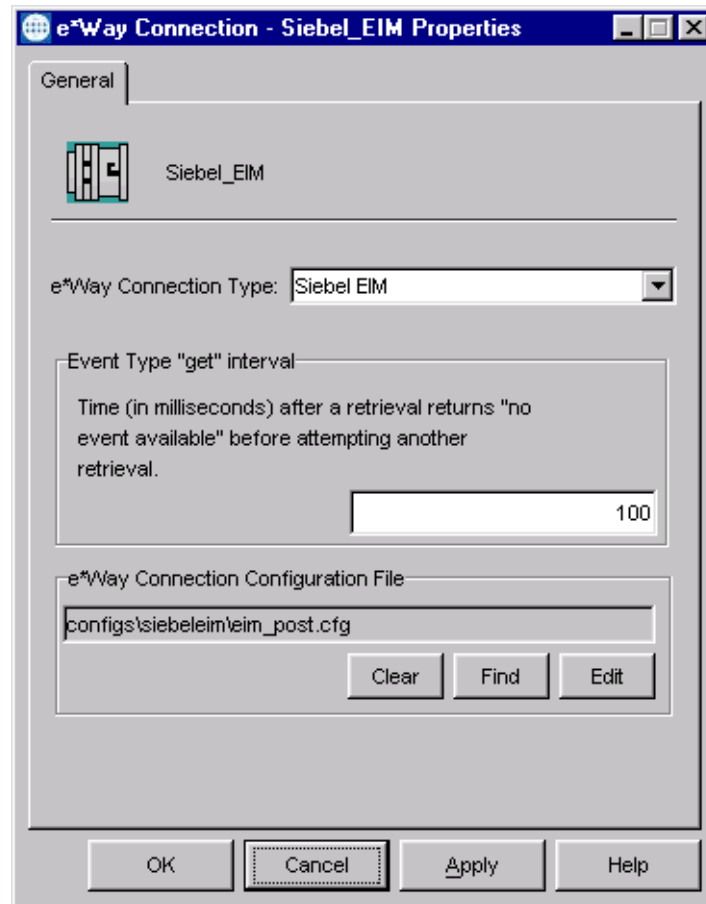 e*Way Connection - Siebel_EIM Properties
General
Siebel_EIM
e*Way Connection Type: Siebel EIM
Event Type "get" interval
Time (in milliseconds) after a retrieval returns "no
event available" before attempting another
retrieval.
100
e*Way Connection Configuration File
configs\siebeleim\eim_post.cfg
Clear Find Edit
OK Cancel Apply Help